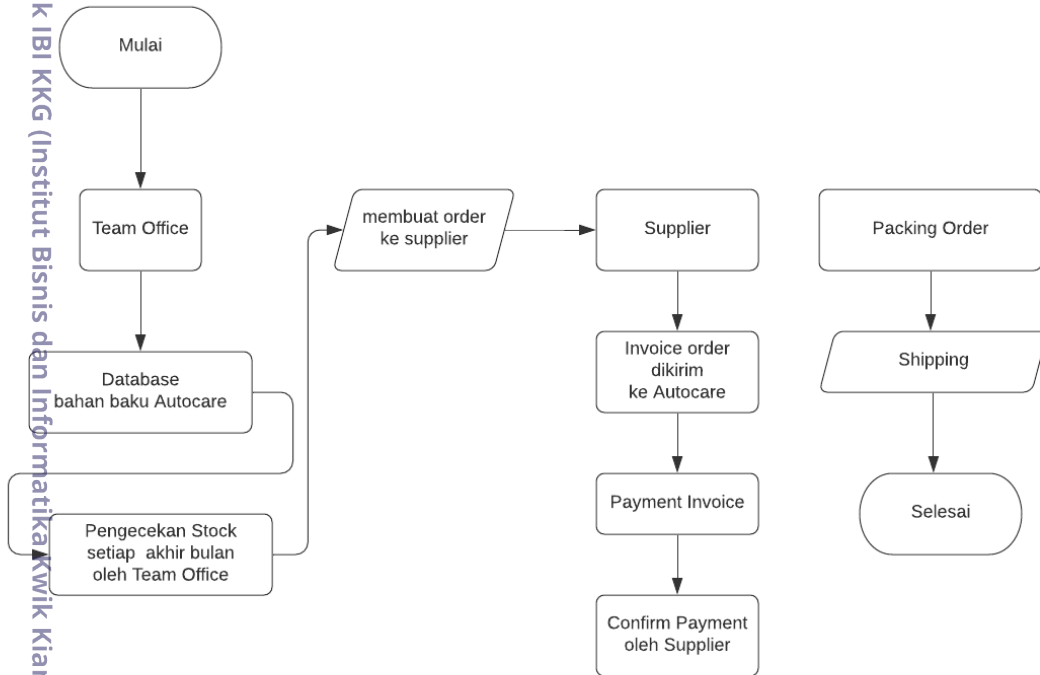 k IBI KKG (Institut Bisnis dan Informatika Kwik Kian
Mulai
Team Office
Database
bahan baku Autocare
Pengecekan Stock
setiap akhir bulan
oleh Team Office
membuat order
ke supplier
Supplier
Invoice order
dikirim
ke Autocare
Payment Invoice
Confirm Payment
oleh Supplier
Packing Order
Shipping
Selesai